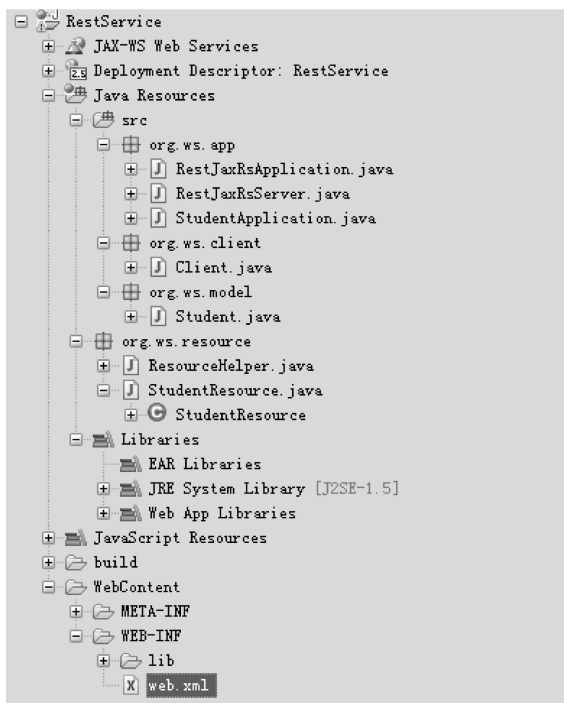 RestService
JAX-WS Web Services
2.5 Deployment Descriptor: RestService
Java Resources
src
org.ws.app
J RestJaxRsApplication.java
J RestJaxRsServer.java
J StudentApplication.java
org.ws.client
J Client.java
org.ws.model
J Student.java
org.ws.resource
J ResourceHelper.java
J StudentResource.java
C StudentResource
Libraries
EAR Libraries
JRE System Library [J2SE-1.5]
Web App Libraries
JavaScript Resources
build
WebContent
META-INF
WEB-INF
lib
X web.xml